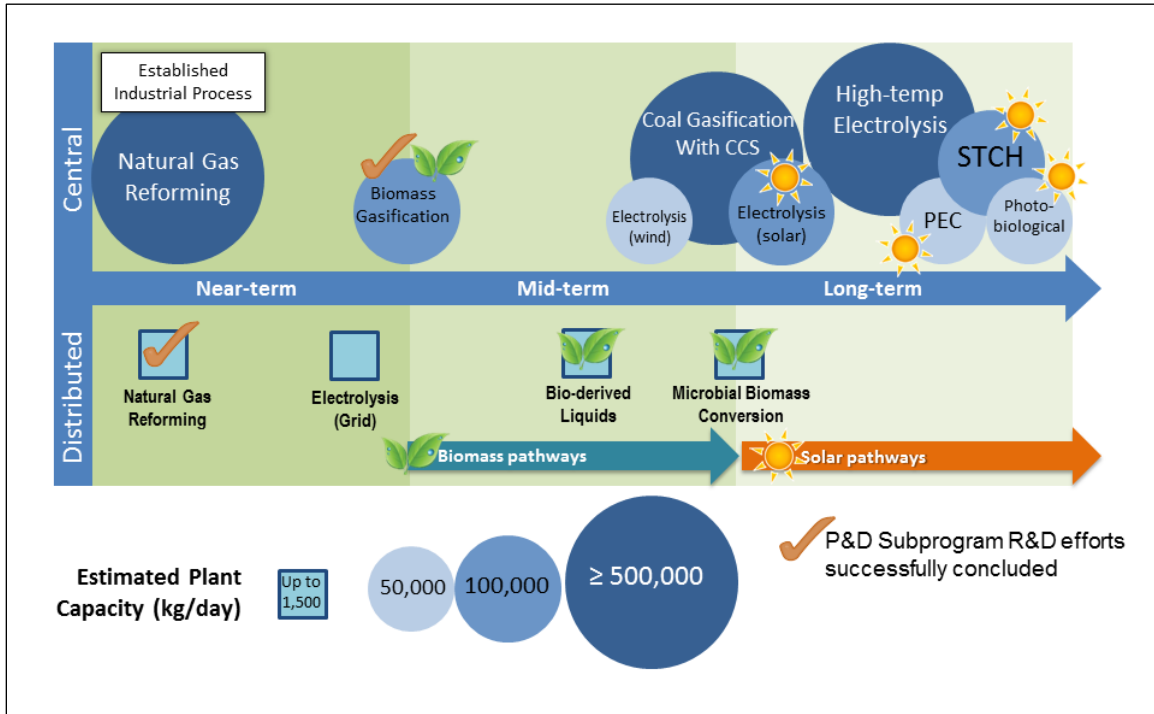 Central
Established
Industrial Process
Natural Gas
Reforming
Biomass
Gasification
Coal Gasification
With CCS
Electrolysis
(wind)
Electrolysis
(solar)
High-temp
Electrolysis
STCH
PEC
Photo-
biological
Near-term
Mid-term
Long-term
Distributed
Natural Gas
Reforming
Electrolysis
(Grid)
Bio-derived
Liquids
Microbial Biomass
Conversion
Biomass pathways
Solar pathways
Estimated Plant
Capacity (kg/day)
Up to
1,500
50,000
100,000
≥ 500,000
P&D Subprogram R&D efforts
successfully concluded